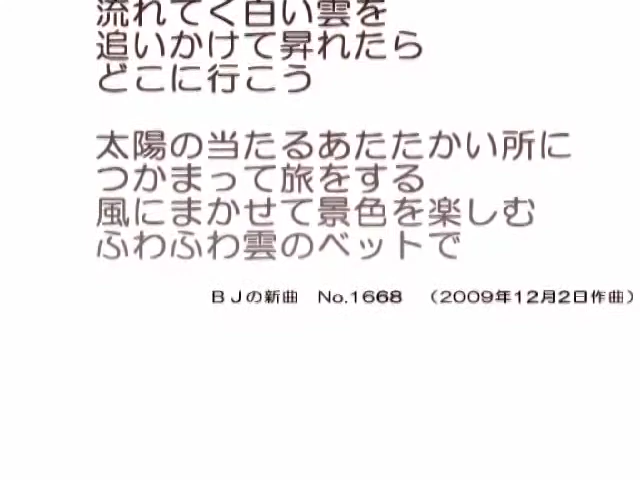 流れてく白い雲を
追いかけて昇れたら
どこに行こう
太陽の当たるあたたかい所に
つかまって旅をする
風にまかせて景色を楽しむ
ふわふわ雲のベットで
ＢＪの新曲　No.1668　（2009年12月2日作曲）